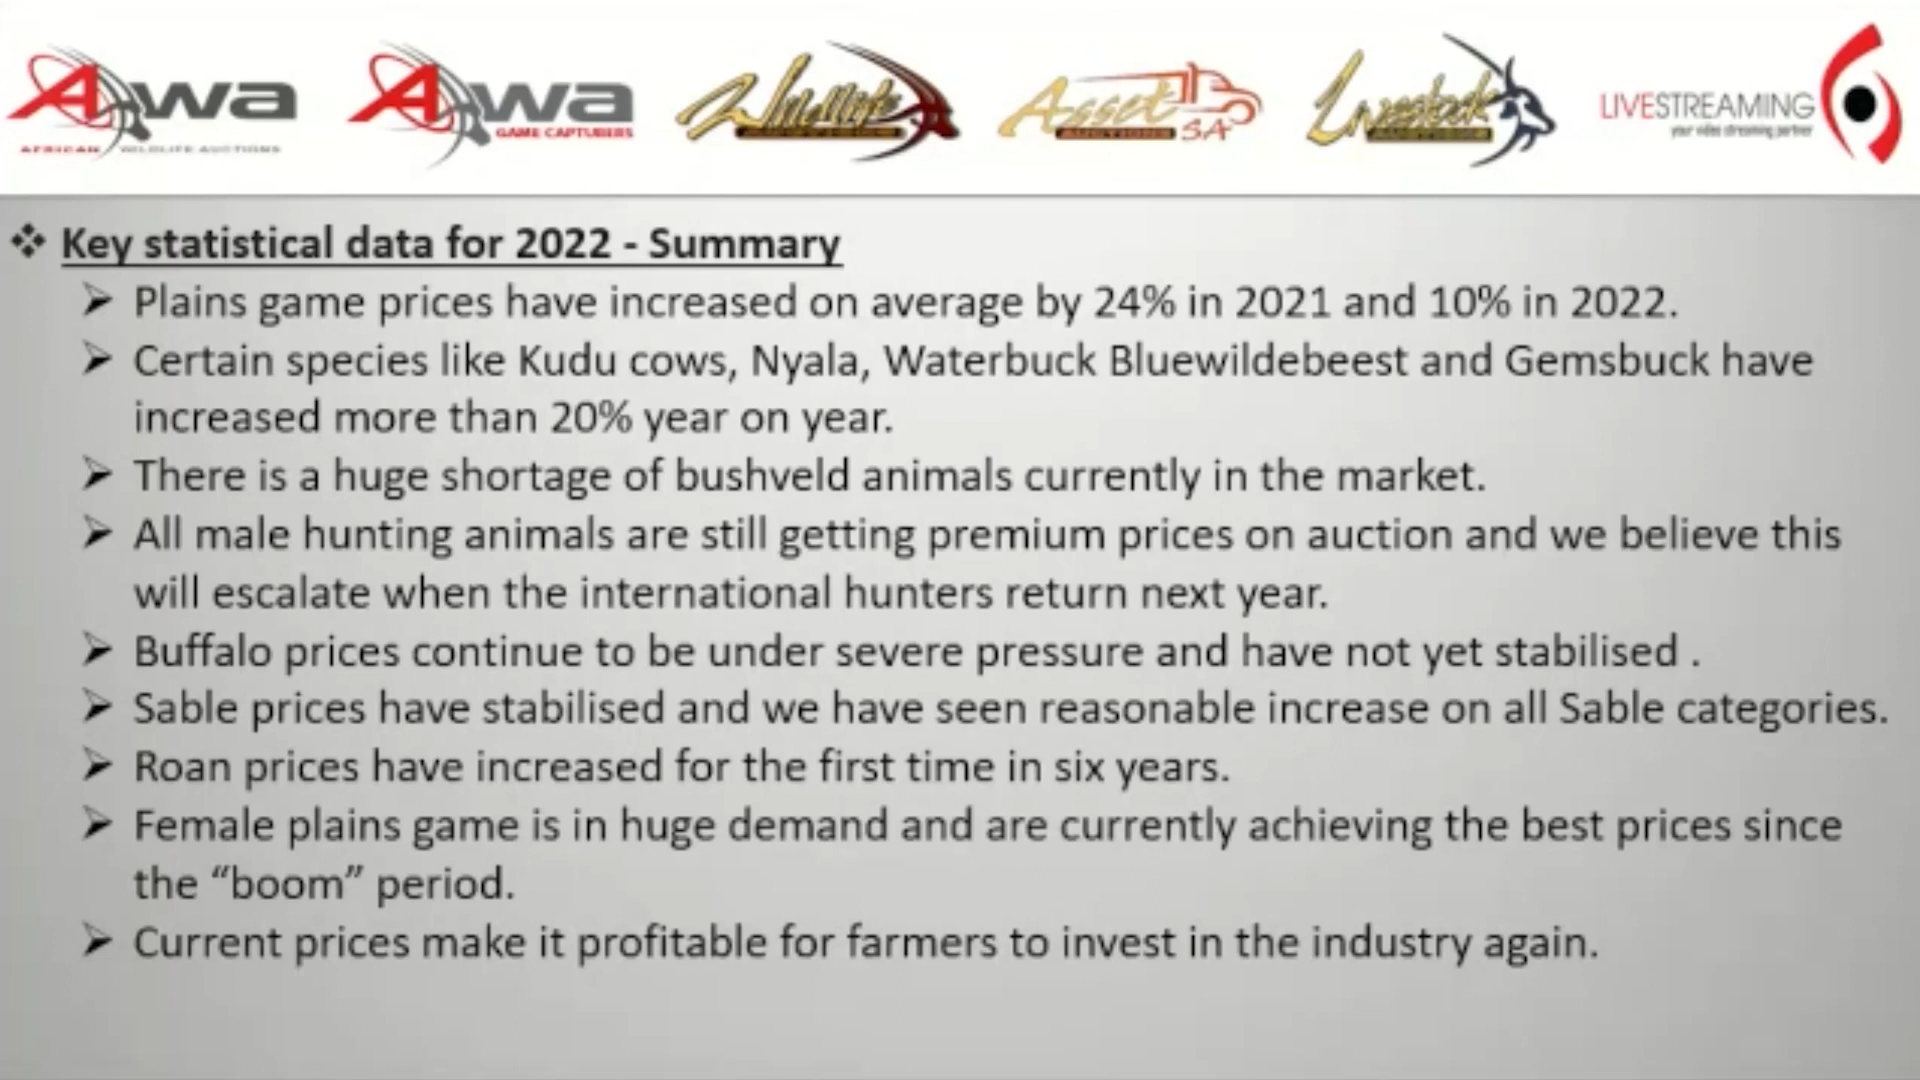 AWA AWA Wildlife Asset Livestock LIVESTREAMING
AFRICAN WILDLIFE AUCTIONS GAME CAPTURERS AUCTIONS SA AUCTIONS your video streaming partner
Key statistical data for 2022 - Summary
Plains game prices have increased on average by 24% in 2021 and 10% in 2022.
Certain species like Kudu cows, Nyala, Waterbuck Bluewildebeest and Gemsbuck have
increased more than 20% year on year.
There is a huge shortage of bushveld animals currently in the market.
All male hunting animals are still getting premium prices on auction and we believe this
will escalate when the international hunters return next year.
Buffalo prices continue to be under severe pressure and have not yet stabilised .
Sable prices have stabilised and we have seen reasonable increase on all Sable categories.
Roan prices have increased for the first time in six years.
Female plains game is in huge demand and are currently achieving the best prices since
the “boom” period.
Current prices make it profitable for farmers to invest in the industry again.